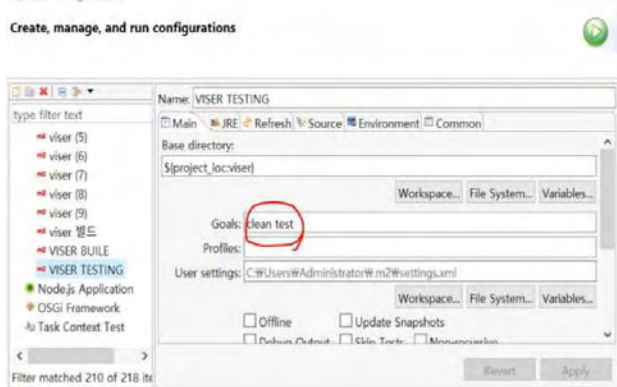 Create, manage, and run configurations
Name: VISER TESTING
type filter text
viser (5)
viser (6)
viser (7)
viser (8)
viser (9)
viser 빌드
VISER BUILE
VISER TESTING
Node.js Application
OSGi Framework
Task Context Test
Filter matched 210 of 218 ite
Main JRE Refresh Source Environment Common
Base directory:
${project_loc:viser}
Workspace... File System... Variables...
Goals: clean test
Profiles:
User settings: C:₩Users₩Administrator₩.m2₩settings.xml
Workspace... File System... Variables...
Offline Update Snapshots
Debug Output Skip Tests Non-recursive
Revert Apply